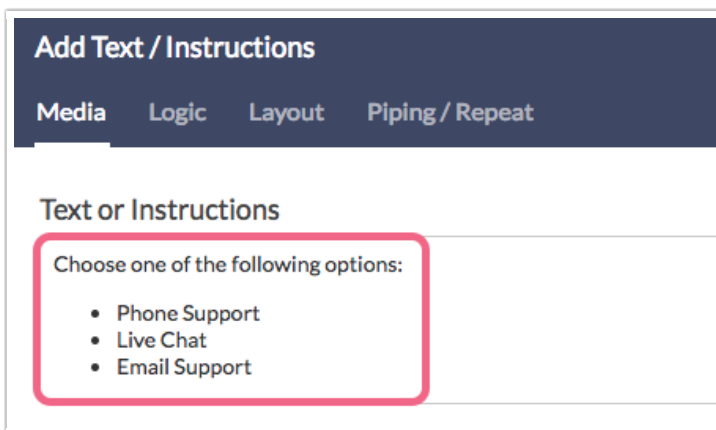 Add Text / Instructions
Media Logic Layout Piping / Repeat
Text or Instructions
Choose one of the following options:
• Phone Support
• Live Chat
• Email Support